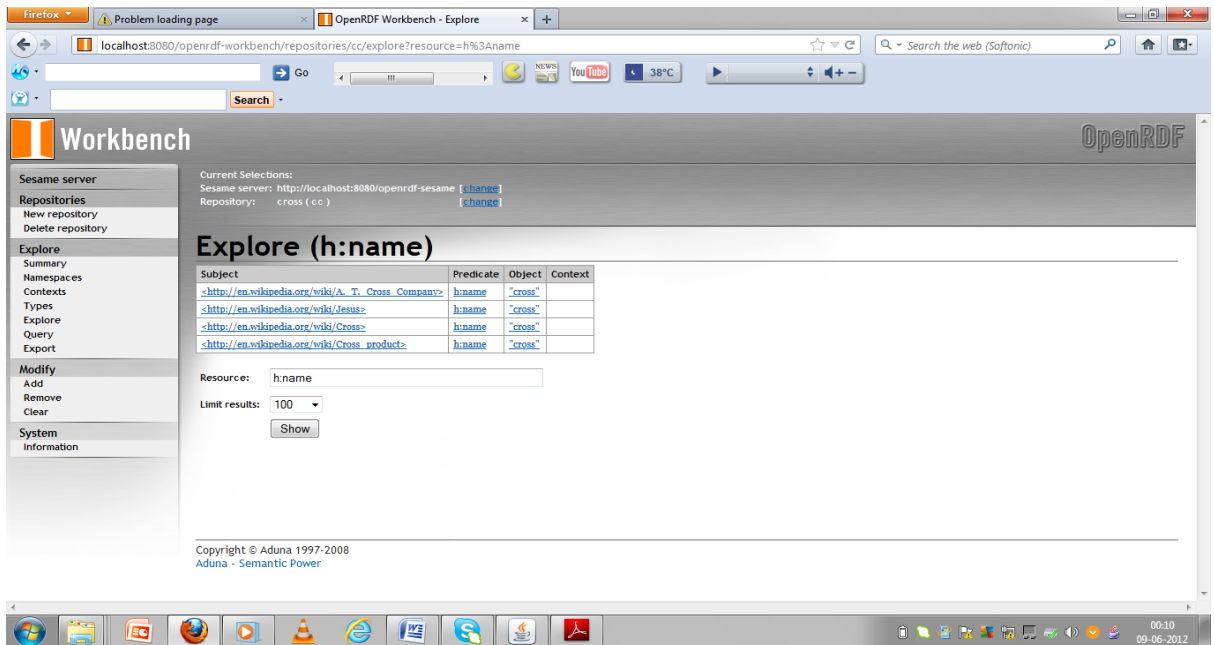 Firefox
Problem loading page
OpenRDF Workbench - Explore
localhost:8080/openrdf-workbench/repositories/cc/explore?resource=h%3Aname
Search the web (Softonic)
Go
NEWS
YouTube
38°C
Search
Workbench
OpenRDF
Current Selections:
Sesame server: http://localhost:8080/openrdf-sesame [change]
Repository: cross ( cc ) [change]
Sesame server
Repositories
New repository
Delete repository
Explore
Summary
Namespaces
Contexts
Types
Explore
Query
Export
Modify
Add
Remove
Clear
System
Information
Explore (h:name)
Subject Predicate Object Context
<http://en.wikipedia.org/wiki/A._T._Cross_Company> h:name "cross"
<http://en.wikipedia.org/wiki/Jesus> h:name "cross"
<http://en.wikipedia.org/wiki/Cross> h:name "cross"
<http://en.wikipedia.org/wiki/Cross_product> h:name "cross"
Resource: h:name
Limit results: 100
Show
Copyright © Aduna 1997-2008
Aduna - Semantic Power
00:10
09-06-2012